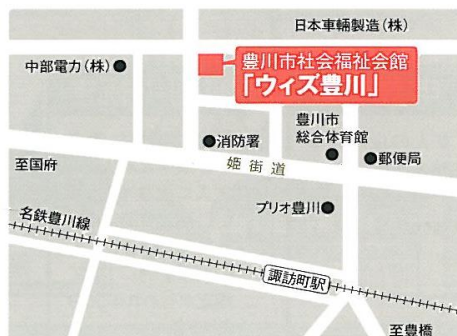 日本車輛製造(株)
中部電力(株)
豊川市社会福祉会館
「ウィズ豊川」
豊川市
総合体育館
消防署
郵便局
姫街道
至国府
プリオ豊川
名鉄豊川線
諏訪町駅
至豊橋